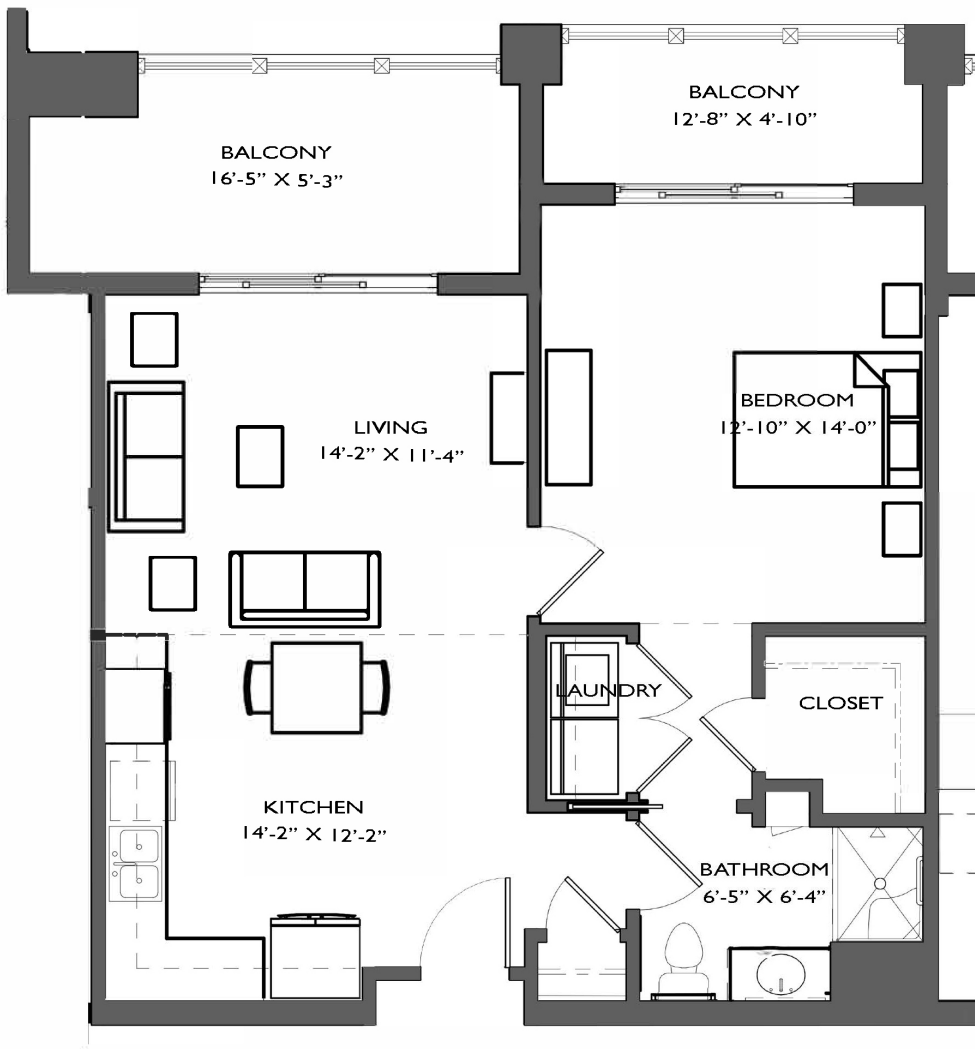 BALCONY
12'-8” X 4'-10”
BALCONY
16'-5” X 5'-3”
LIVING
14'-2” X 11'-4”
BEDROOM
12'-10” X 14'-0”
LAUNDRY
CLOSET
KITCHEN
14'-2” X 12'-2”
BATHROOM
6'-5” X 6'-4”